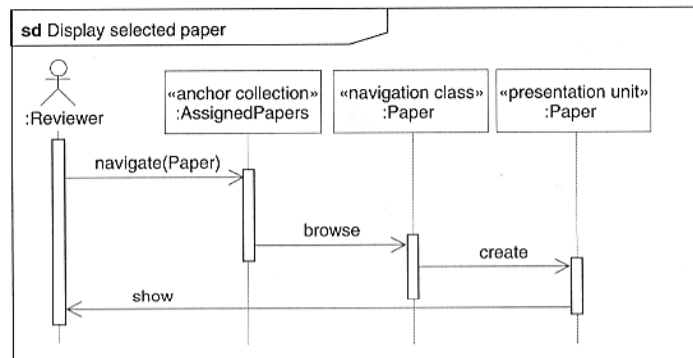 sd Display selected paper
:Reviewer
«anchor collection»
:AssignedPapers
«navigation class»
:Paper
«presentation unit»
:Paper
navigate(Paper)
browse
create
show